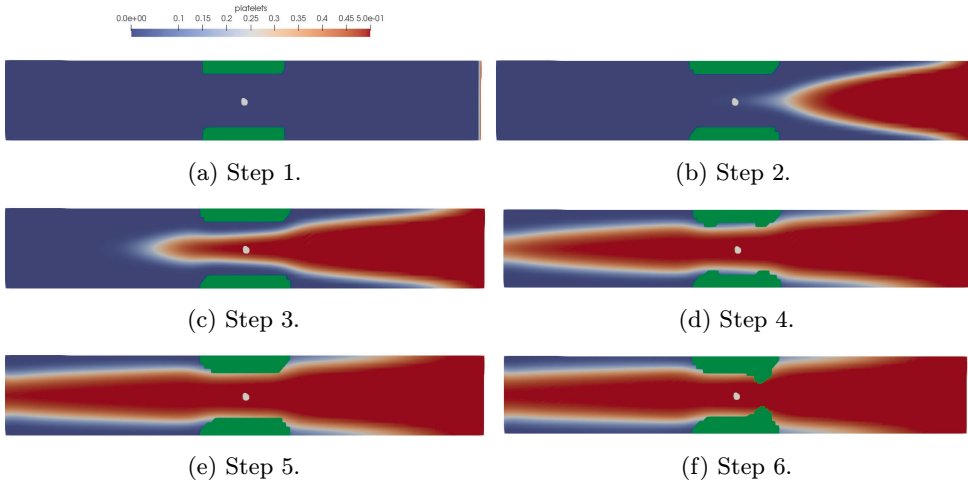 platelets
0.0e+00 0.1 0.15 0.2 0.25 0.3 0.35 0.4 0.45 5.0e-01
(a) Step 1.
(b) Step 2.
(c) Step 3.
(d) Step 4.
(e) Step 5.
(f) Step 6.